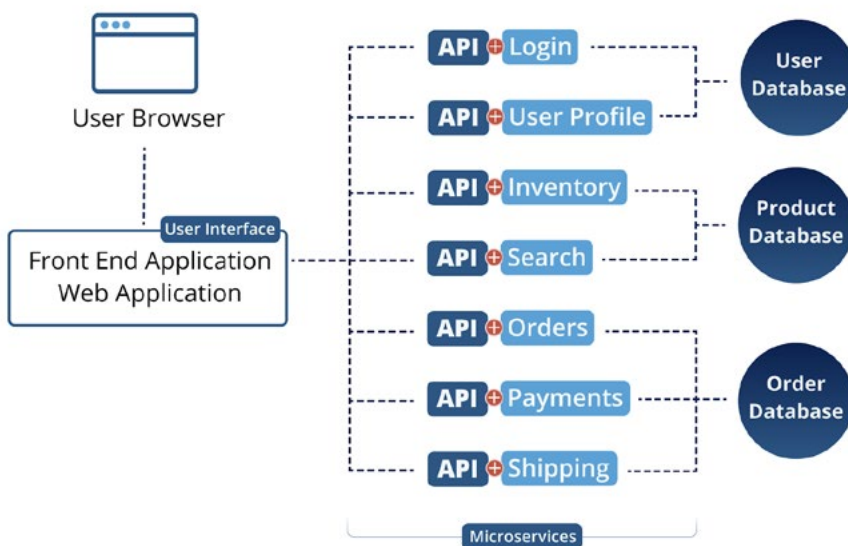 User Browser
User Interface
Front End Application
Web Application
API Login
API User Profile
API Inventory
API Search
API Orders
API Payments
API Shipping
Microservices
User
Database
Product
Database
Order
Database